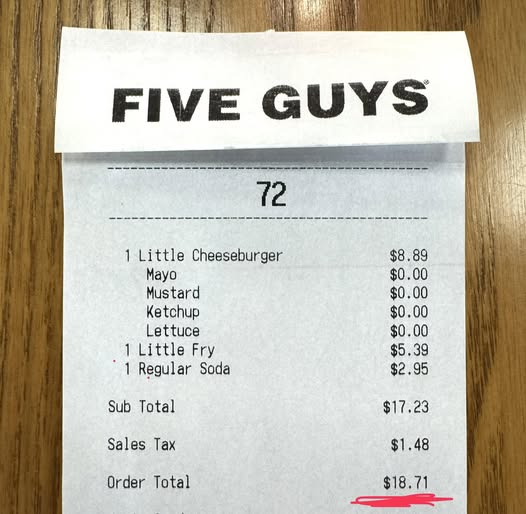 FIVE GUYS®
72
1 Little Cheeseburger $8.89
Mayo $0.00
Mustard $0.00
Ketchup $0.00
Lettuce $0.00
1 Little Fry $5.39
1 Regular Soda $2.95
Sub Total $17.23
Sales Tax $1.48
Order Total $18.71